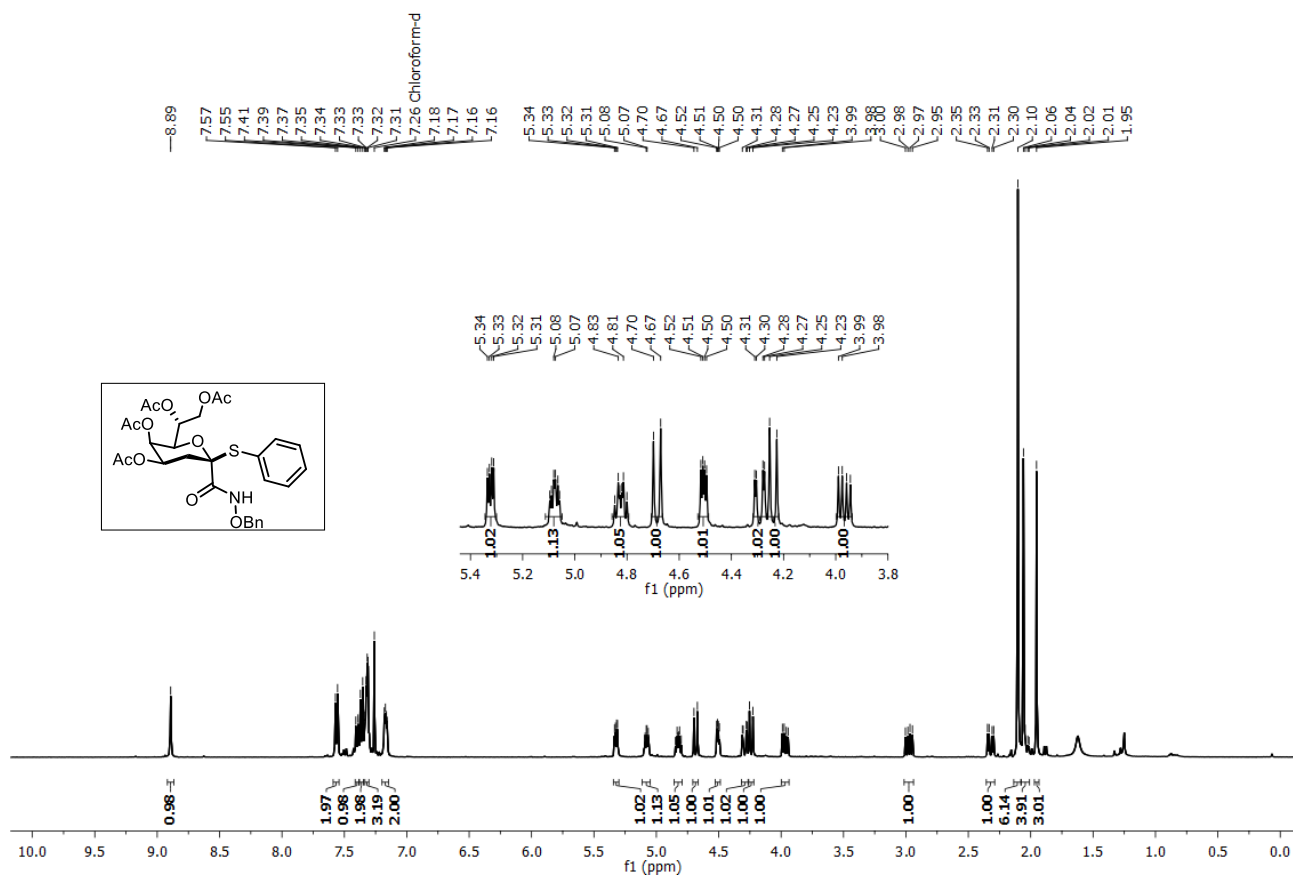 8.89 7.57 7.55 7.41 7.39 7.37 7.35 7.34 7.33 7.33 7.32 7.31 7.26 Chloroform-d 7.18 7.17 7.16 7.16 5.34 5.33 5.32 5.31 5.08 5.07 4.70 4.67 4.52 4.51 4.50 4.50 4.31 4.28 4.27 4.25 4.23 3.99 3.98 3.00 2.98 2.97 2.95 2.35 2.33 2.31 2.30 2.10 2.06 2.04 2.02 2.01 1.95
5.34 5.33 5.32 5.31 5.08 5.07 4.83 4.81 4.70 4.67 4.52 4.51 4.50 4.50 4.31 4.30 4.28 4.27 4.25 4.23 3.99 3.98
AcO OAc
AcO
O
S
AcO
O NH
OBn
1.02 1.13 1.05 1.00 1.01 1.02 1.00 1.00
5.4 5.2 5.0 4.8 4.6 4.4 4.2 4.0 3.8
f1 (ppm)
0.98 1.97 0.98 1.98 3.19 2.00 1.02 1.13 1.05 1.00 1.01 1.02 1.00 1.00 1.00 1.00 6.14 3.91 3.01
10.0 9.5 9.0 8.5 8.0 7.5 7.0 6.5 6.0 5.5 5.0 4.5 4.0 3.5 3.0 2.5 2.0 1.5 1.0 0.5 0.0
f1 (ppm)